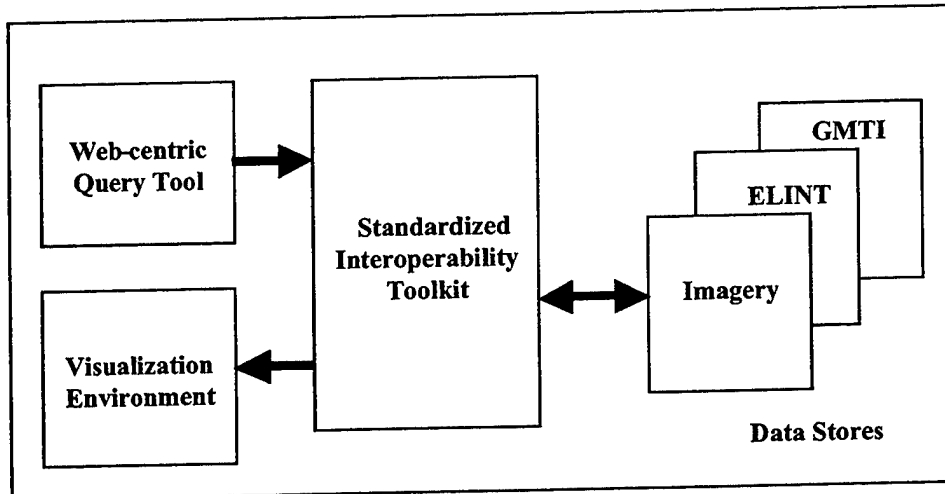 Web-centric
Query Tool
Standardized
Interoperability
Toolkit
Visualization
Environment
GMTI
ELINT
Imagery
Data Stores